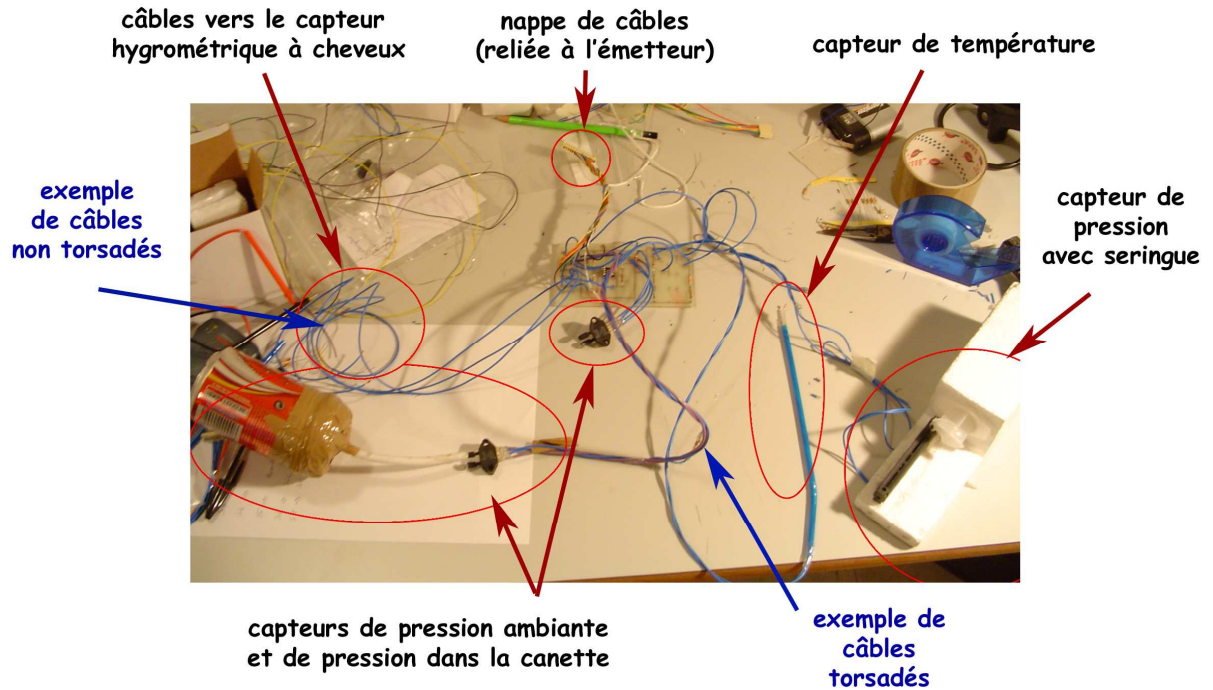 câbles vers le capteur
hygrométrique à cheveux
nappe de câbles
(reliée à l'émetteur)
capteur de température
exemple
de câbles
non torsadés
capteur de
pression
avec seringue
capteurs de pression ambiante
et de pression dans la canette
exemple de
câbles
torsadés